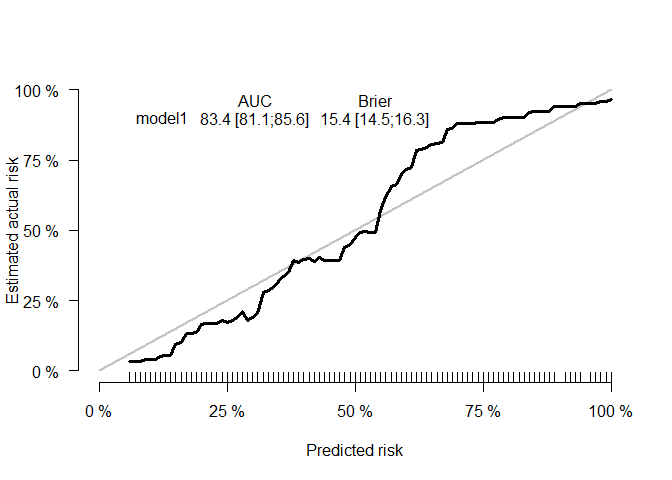 AUC Brier
model1 83.4 [81.1;85.6] 15.4 [14.5;16.3]
100 %
75 %
50 %
25 %
0 %
Estimated actual risk
0 % 25 % 50 % 75 % 100 %
Predicted risk